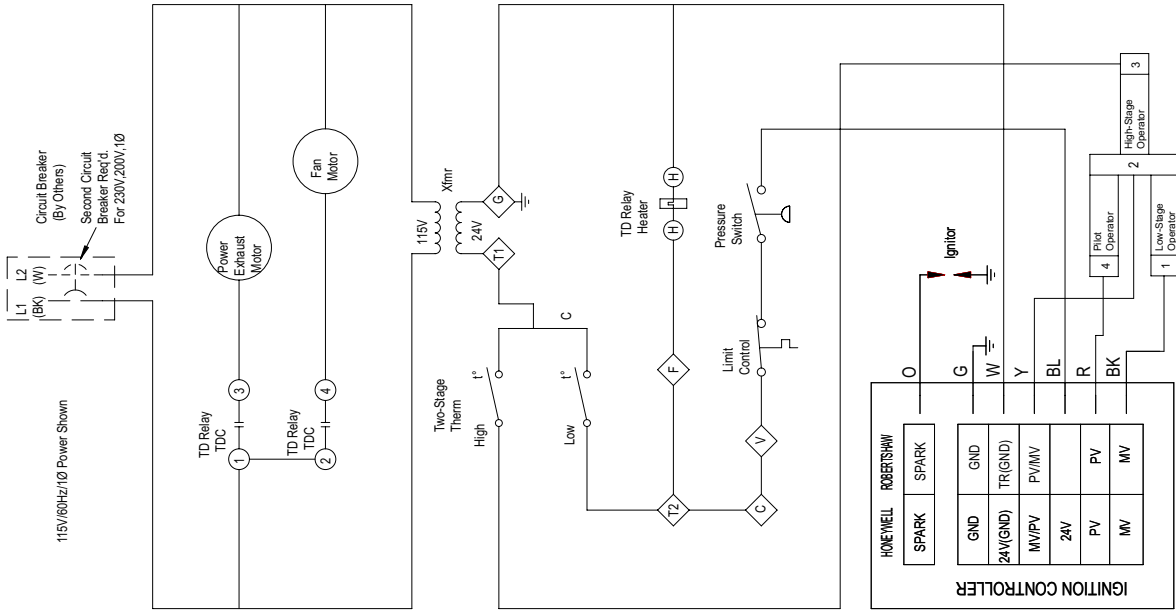 Circuit Breaker
(By Others)
Second Circuit
Breaker Req'd.
For 230V,200V,1Ø
L1
(BK)
L2
(W)
115V/60Hz/1Ø Power Shown
Power
Exhaust
Motor
Fan
Motor
TD Relay
TDC
1
3
TD Relay
TDC
2
4
Xfmr
115V
24V
T1
G
C
Two-Stage
Therm
High
t°
Low
t°
TD Relay
Heater
H
H
F
T2
Limit
Control
Pressure
Switch
C
V
Ignitor
High-Stage
Operator
3
2
Pilot
Operator
4
Low-Stage
Operator
1
O
G
W
Y
BL
R
BK
HONEYWELL ROBERTSHAW
SPARK SPARK
GND GND
24V(GND) TR(GND)
MV/PV PV/MV
24V
PV PV
MV MV
IGNITION CONTROLLER